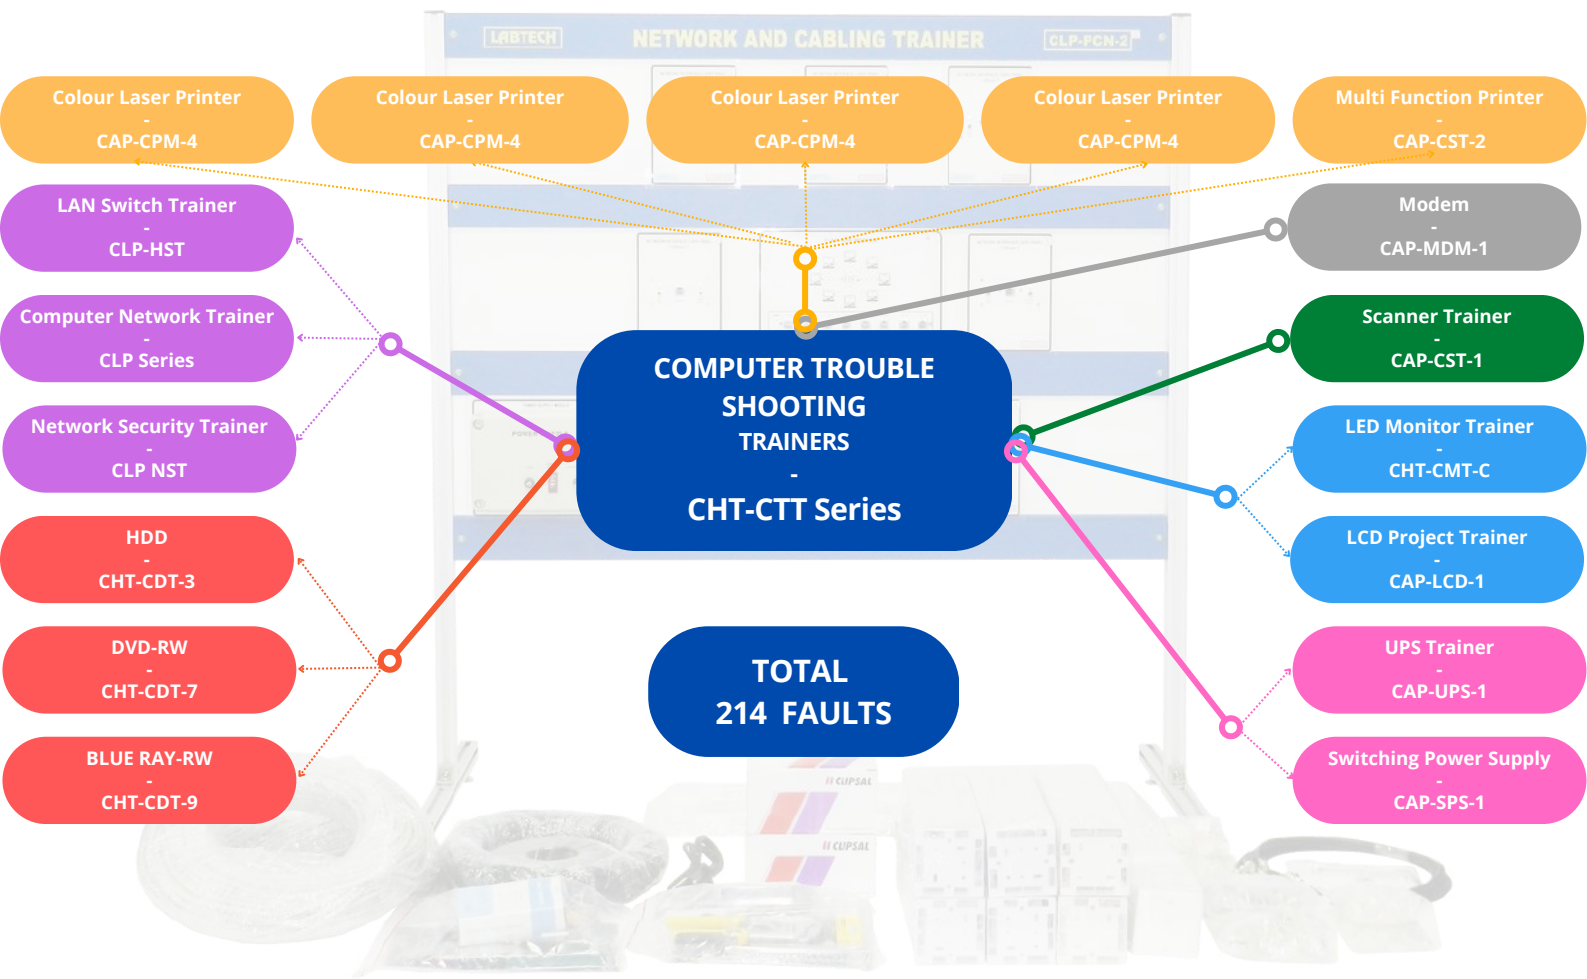 LABTECH
NETWORK AND CABLING TRAINER
CLP-PCN-2
Colour Laser Printer
-
CAP-CPM-4
Colour Laser Printer
-
CAP-CPM-4
Colour Laser Printer
-
CAP-CPM-4
Colour Laser Printer
-
CAP-CPM-4
Multi Function Printer
-
CAP-CST-2
LAN Switch Trainer
-
CLP-HST
Computer Network Trainer
-
CLP Series
Network Security Trainer
-
CLP NST
HDD
-
CHT-CDT-3
DVD-RW
-
CHT-CDT-7
BLUE RAY-RW
-
CHT-CDT-9
COMPUTER TROUBLE
SHOOTING
TRAINERS
-
CHT-CTT Series
TOTAL
214 FAULTS
Modem
-
CAP-MDM-1
Scanner Trainer
-
CAP-CST-1
LED Monitor Trainer
-
CHT-CMT-C
LCD Project Trainer
-
CAP-LCD-1
UPS Trainer
-
CAP-UPS-1
Switching Power Supply
-
CAP-SPS-1
CLIPSAL
CLIPSAL